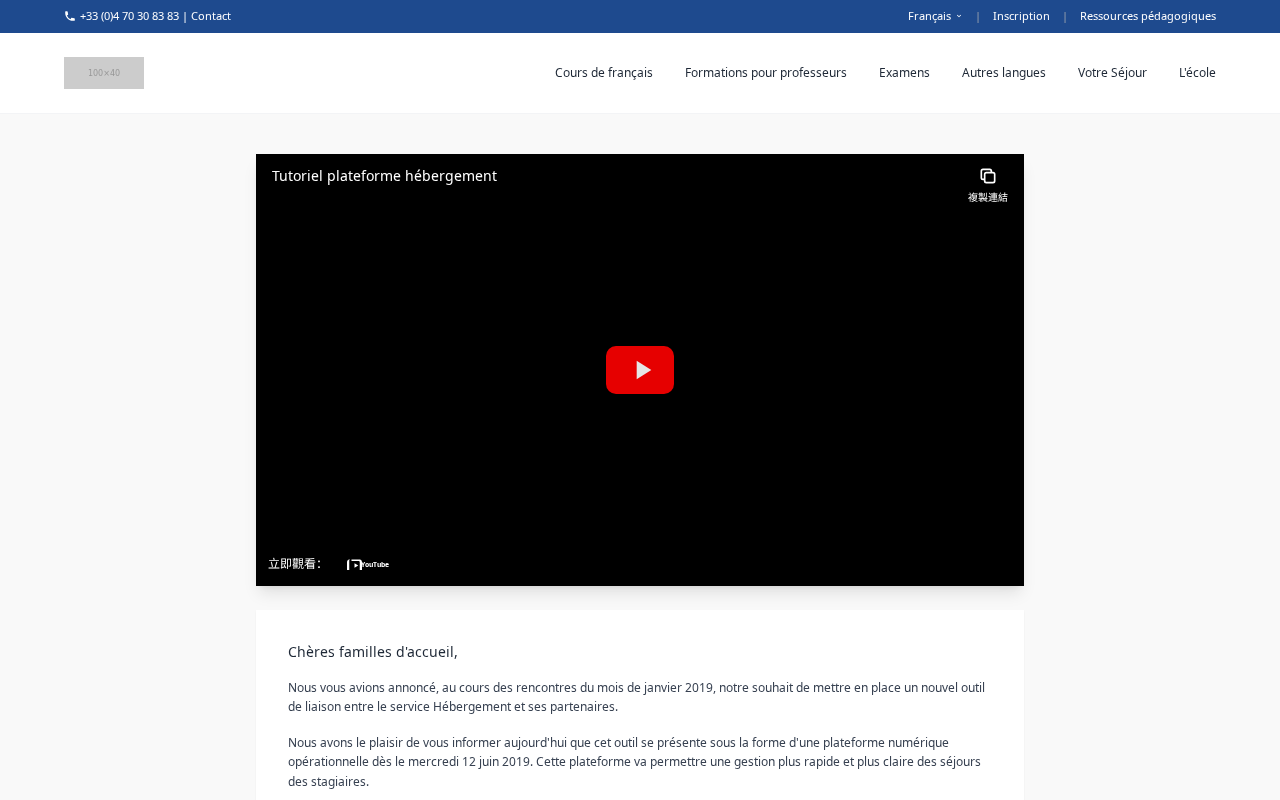 +33 (0)4 70 30 83 83 | Contact
Français | Inscription | Ressources pédagogiques
100×40
Cours de français Formations pour professeurs Examens Autres langues Votre Séjour L'école
Tutoriel plateforme hébergement
複製連結
立即觀看：
YouTube
Chères familles d'accueil,
Nous vous avions annoncé, au cours des rencontres du mois de janvier 2019, notre souhait de mettre en place un nouvel outil
de liaison entre le service Hébergement et ses partenaires.
Nous avons le plaisir de vous informer aujourd'hui que cet outil se présente sous la forme d'une plateforme numérique
opérationnelle dès le mercredi 12 juin 2019. Cette plateforme va permettre une gestion plus rapide et plus claire des séjours
des stagiaires.